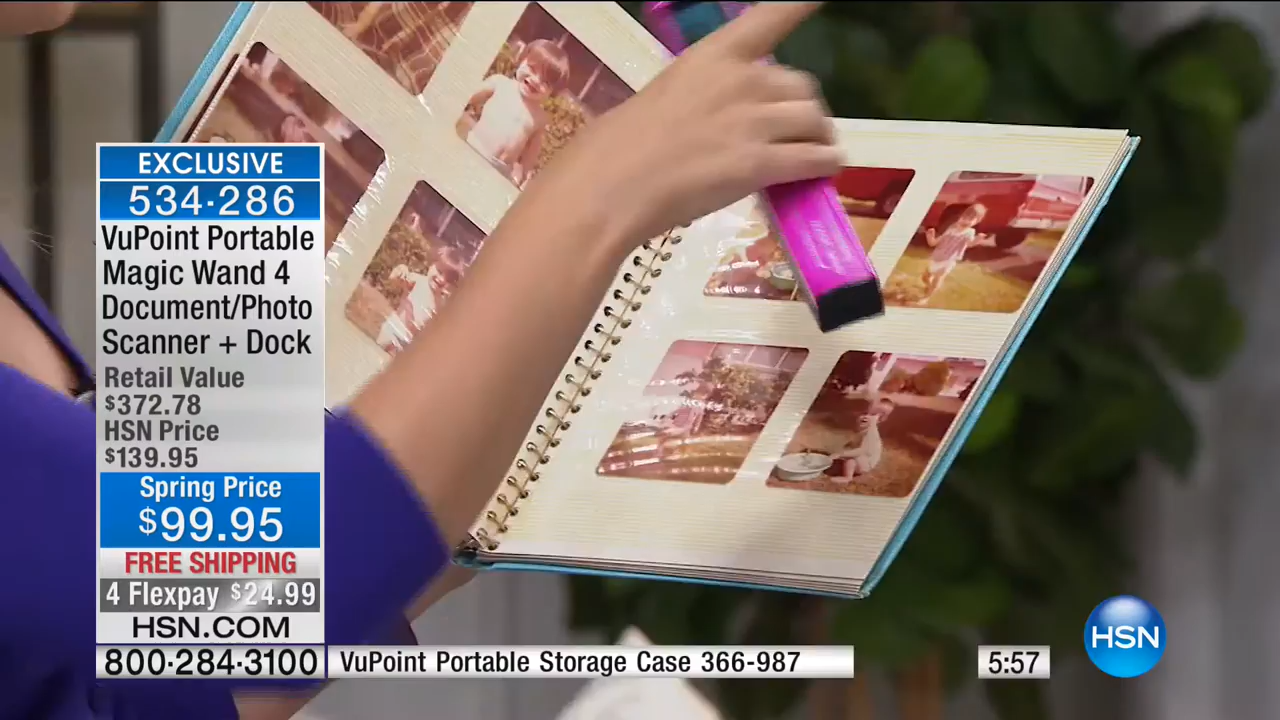 EXCLUSIVE
534·286
VuPoint Portable
Magic Wand 4
Document/Photo
Scanner + Dock
Retail Value
$372.78
HSN Price
$139.95
Spring Price
$99.95
FREE SHIPPING
4 Flexpay $24.99
HSN.COM
800·284·3100
VuPoint Portable Storage Case 366-987
5:57
HSN